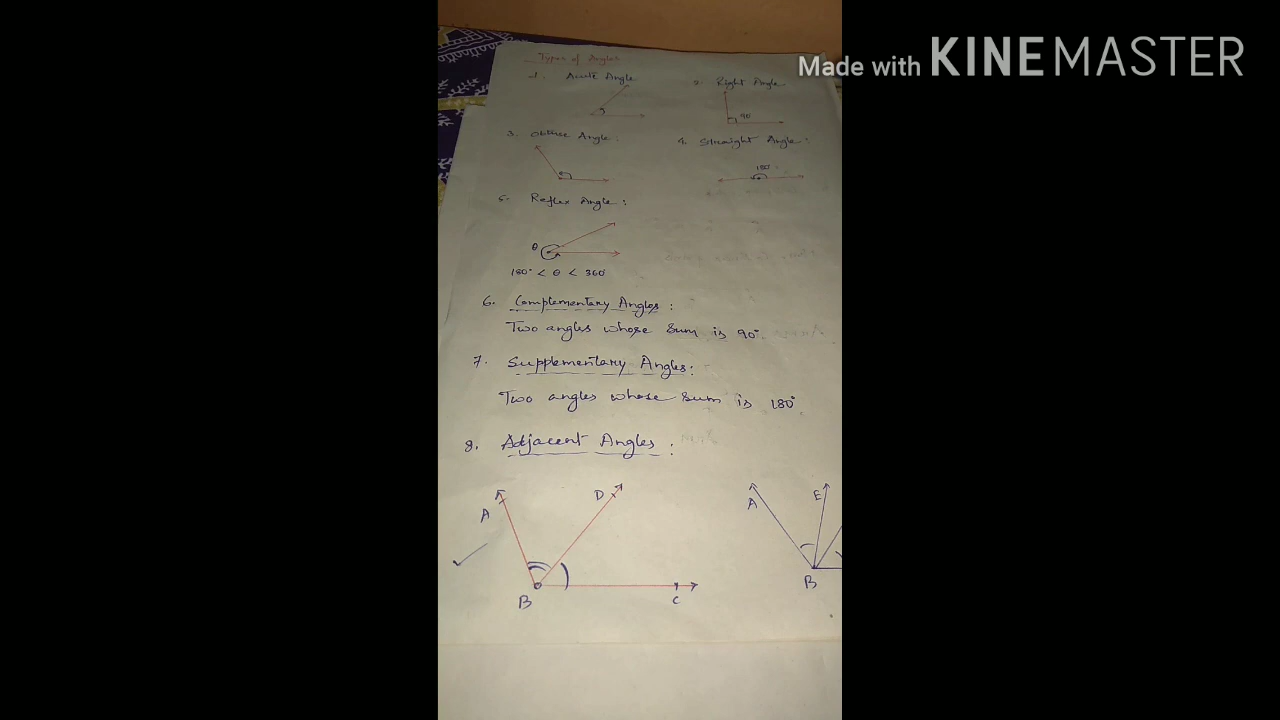 Made with KINEMASTER
Types of Angles
1. Acute Angle
2. Right Angle.
90
3. Obtuse Angle:
4. Straight Angle:
180°
5. Reflex Angle:
θ
180° < θ < 360°
6. Complementary Angles:
Two angles whose sum is 90°.
7. Supplementary Angles:
Two angles whose sum is 180°.
8. Adjacent Angles:
A D B C
A E B